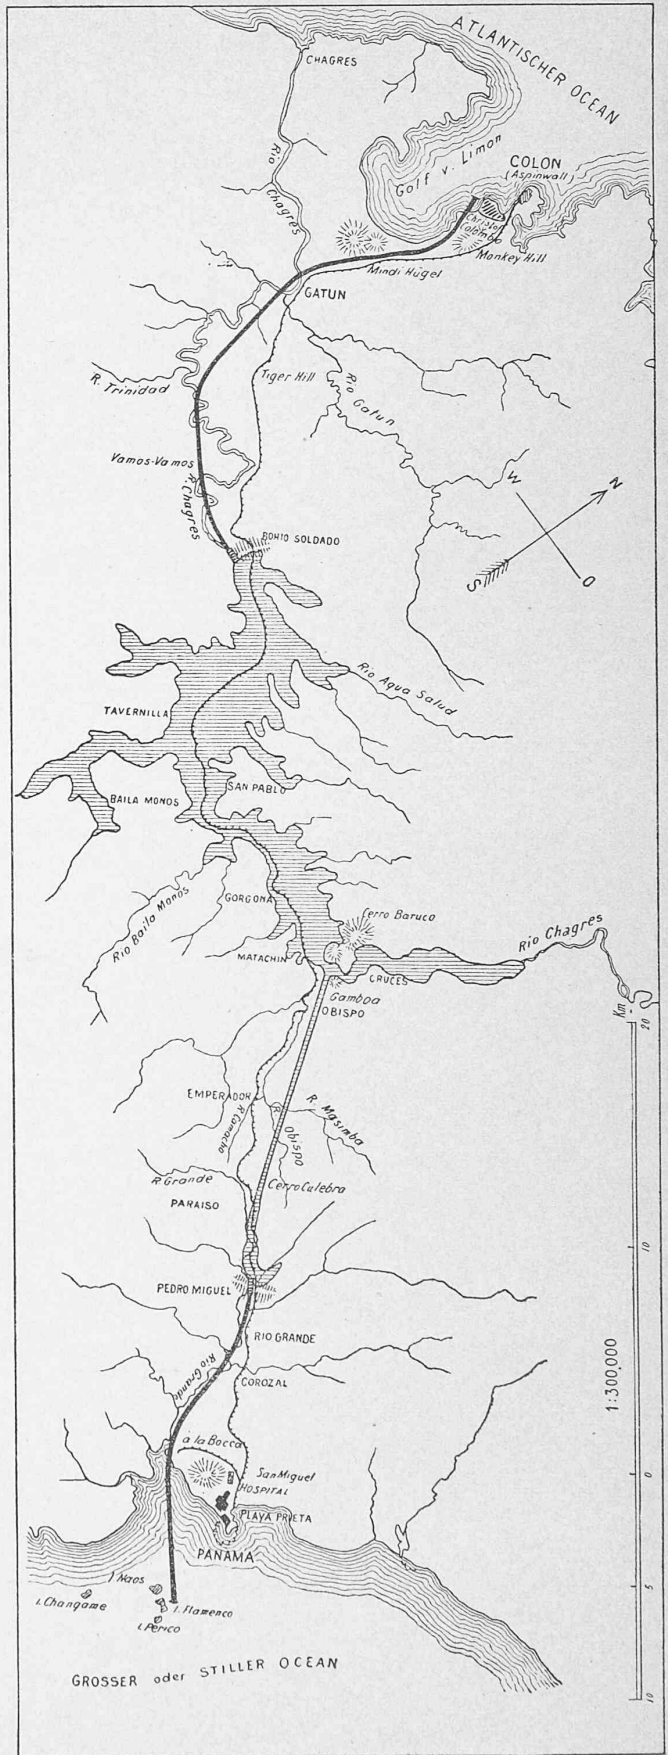 ATLANTISCHER OCEAN
CHAGRES
Rio Chagres
Golf v. Limon
COLON
(Aspinwall)
Christof
Colombo
Monkey Hill
Mindi Hügel
GATUN
Tiger Hill
Rio Gatun
R. Trinidad
Vamos-Vamos
R. Chagres
BOHIO SOLDADO
W
N
S
O
Rio Agua Salud
TAVERNILLA
SAN PABLO
BAILA MONOS
Rio Baila Monos
GORGONA
Cerro Baruco
Rio Chagres
MATACHIN
CRUCES
Gamboa
OBISPO
Km
20
EMPERADOR
R. Camacho
R. Obispo
R. Masimba
R. Grande
Cerro Culebra
PARAISO
10
PEDRO MIGUEL
RIO GRANDE
Rio Grande
COROZAL
1:300,000
à la Bocca
San Miguel
HOSPITAL
0
PLAYA PRIETA
PANAMA
I Naos
i. Changame
i. Flamenco
i. Perico
5
GROSSER oder STILLER OCEAN
10